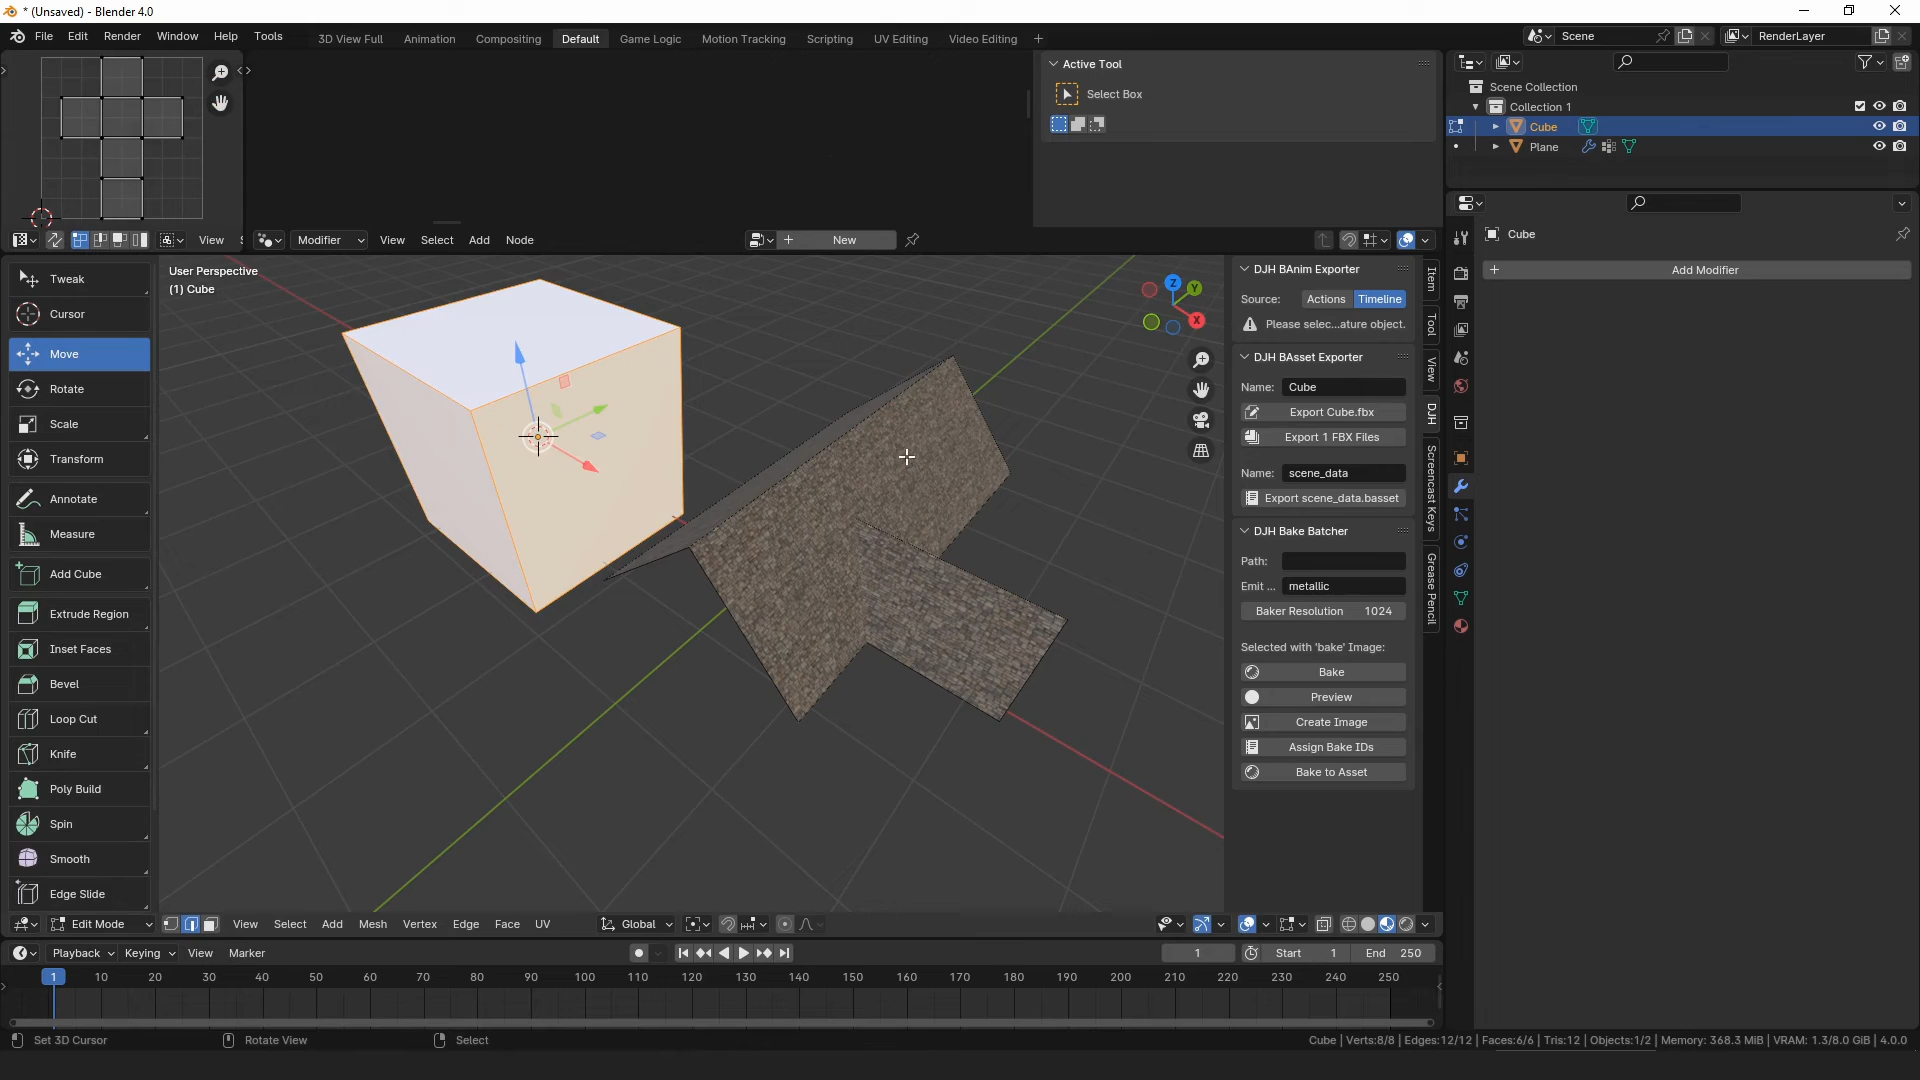 * (Unsaved) - Blender 4.0
File Edit Render Window Help Tools
3D View Full Animation Compositing Default Game Logic Motion Tracking Scripting UV Editing Video Editing +
Scene RenderLayer
Active Tool
Select Box
View
Modifier View Select Add Node
New
Scene Collection
Collection 1
Cube
Plane
Cube
Add Modifier
Tweak
Cursor
Move
Rotate
Scale
Transform
Annotate
Measure
Add Cube
Extrude Region
Inset Faces
Bevel
Loop Cut
Knife
Poly Build
Spin
Smooth
Edge Slide
User Perspective
(1) Cube
Z
Y
X
DJH BAnim Exporter
Source: Actions Timeline
Please selec...ature object.
DJH BAsset Exporter
Name: Cube
Export Cube.fbx
Export 1 FBX Files
Name: scene_data
Export scene_data.basset
DJH Bake Batcher
Path:
Emit ... metallic
Baker Resolution 1024
Selected with 'bake' Image:
Bake
Preview
Create Image
Assign Bake IDs
Bake to Asset
Item
Tool
View
DJH
Screencast Keys
Grease Pencil
Edit Mode View Select Add Mesh Vertex Edge Face UV Global
Playback Keying View Marker
1 Start 1 End 250
1 10 20 30 40 50 60 70 80 90 100 110 120 130 140 150 160 170 180 190 200 210 220 230 240 250
Set 3D Cursor Rotate View Select
Cube | Verts:8/8 | Edges:12/12 | Faces:6/6 | Tris:12 | Objects:1/2 | Memory: 368.3 MiB | VRAM: 1.3/8.0 GiB | 4.0.0